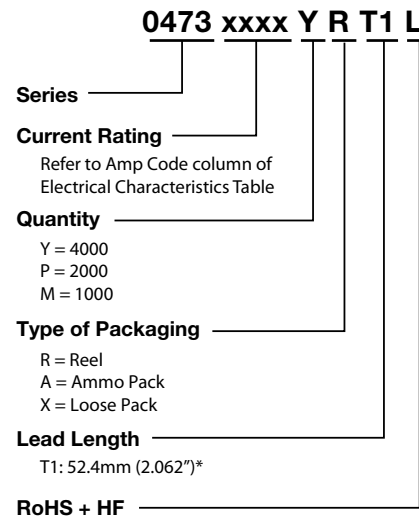 0473 xxxx Y R T1 L
Series
Current Rating
Refer to Amp Code column of
Electrical Characteristics Table
Quantity
Y = 4000
P = 2000
M = 1000
Type of Packaging
R = Reel
A = Ammo Pack
X = Loose Pack
Lead Length
T1: 52.4mm (2.062″)*
RoHS + HF